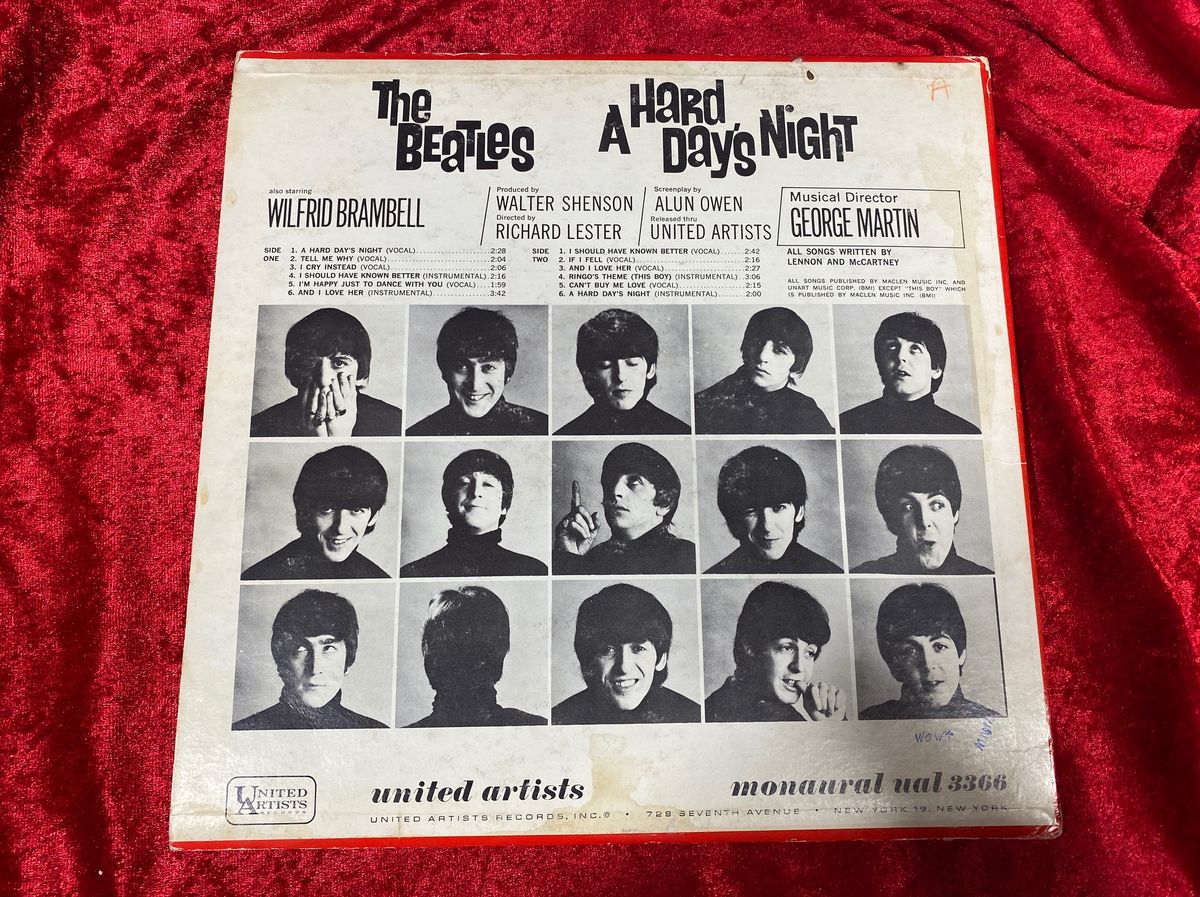 The BEATLES
A HARD DAY'S NIGHT
A
also starring
WILFRID BRAMBELL
Produced by
WALTER SHENSON
Directed by
RICHARD LESTER
Screenplay by
ALUN OWEN
Released thru
UNITED ARTISTS
Musical Director
GEORGE MARTIN
SIDE ONE
1. A HARD DAY'S NIGHT (VOCAL)..................2:28
2. TELL ME WHY (VOCAL)..................2:04
3. I CRY INSTEAD (VOCAL)..................2:06
4. I SHOULD HAVE KNOWN BETTER (INSTRUMENTAL).2:16
5. I'M HAPPY JUST TO DANCE WITH YOU (VOCAL)....1:59
6. AND I LOVE HER (INSTRUMENTAL)..................3:42
SIDE TWO
1. I SHOULD HAVE KNOWN BETTER (VOCAL).......2:42
2. IF I FELL (VOCAL)..................2:16
3. AND I LOVE HER (VOCAL)..................2:27
4. RINGO'S THEME (THIS BOY) (INSTRUMENTAL).3:06
5. CAN'T BUY ME LOVE (VOCAL)..................2:15
6. A HARD DAY'S NIGHT (INSTRUMENTAL)........2:00
ALL SONGS WRITTEN BY
LENNON AND McCARTNEY
ALL SONGS PUBLISHED BY MACLEN MUSIC INC. AND
UNART MUSIC CORP. (BMI) EXCEPT "THIS BOY" WHICH
IS PUBLISHED BY MACLEN MUSIC INC. (BMI)
WOW
UNITED
ARTISTS
RECORDS
united artists
monaural ual 3366
UNITED ARTISTS RECORDS, INC.© • 729 SEVENTH AVENUE • NEW YORK 19, NEW YORK